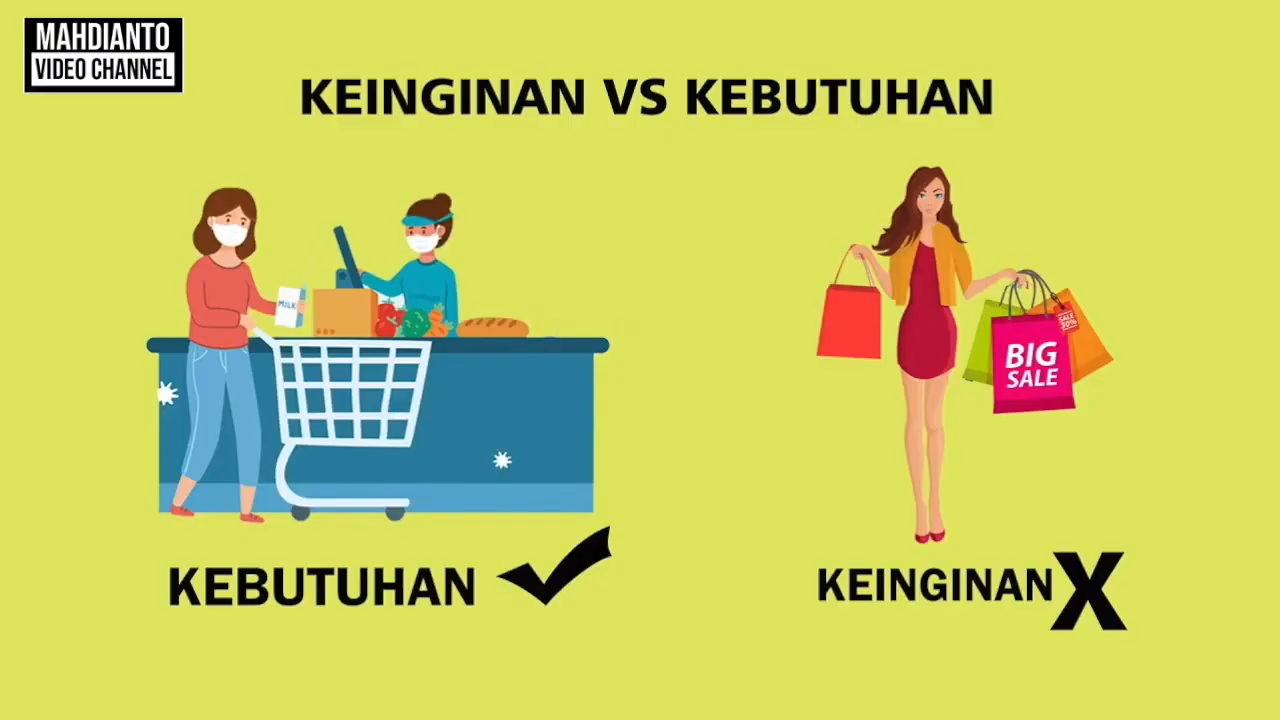 MAHDIANTO
VIDEO CHANNEL
KEINGINAN VS KEBUTUHAN
MILK
SALE
30%
BIG
SALE
KEBUTUHAN
KEINGINAN X